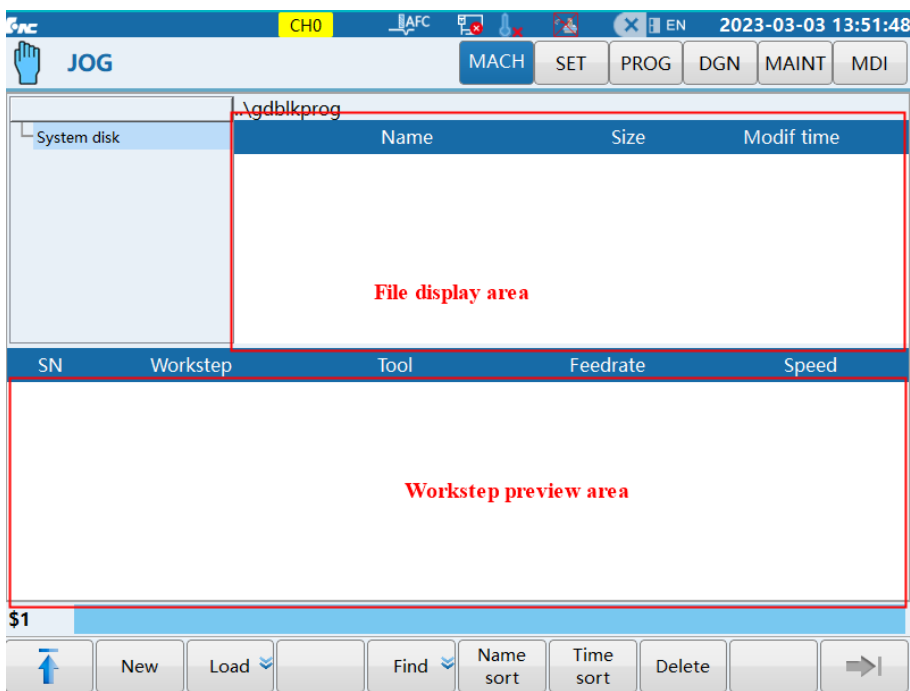 CH0 AFC EN 2023-03-03 13:51:48
JOG MACH SET PROG DGN MAINT MDI
..\gdblkprog
System disk
Name Size Modif time
File display area
SN Workstep Tool Feedrate Speed
Workstep preview area
$1
New Load Find Name sort Time sort Delete